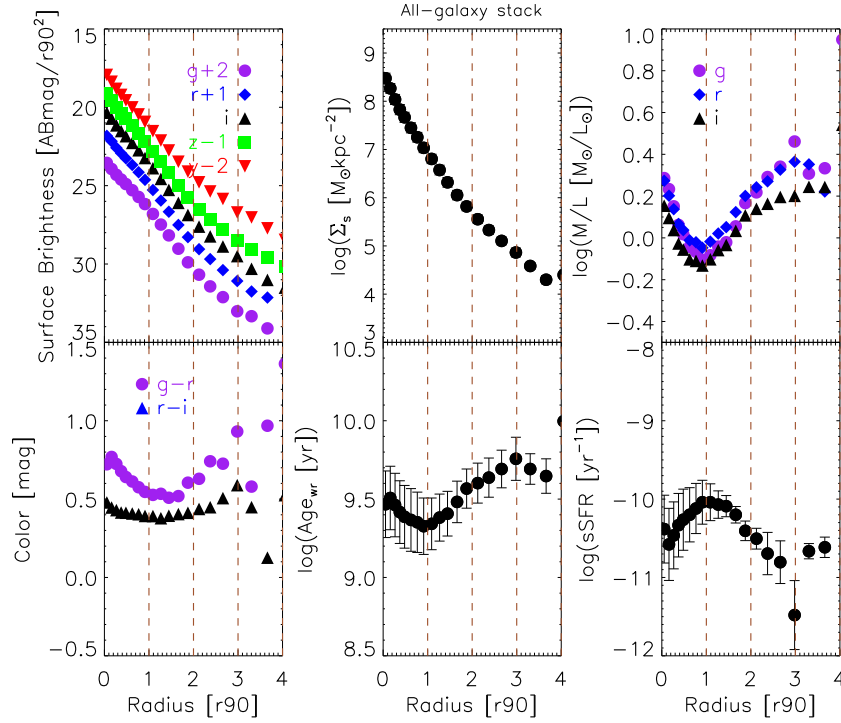 All-galaxy stack
Surface Brightness [ABmag/r90²]
15
20
25
30
35
g+2
r+1
i
z-1
y-2
log(Σs [M⊙kpc⁻²])
9
8
7
6
5
4
3
log(M/L [M⊙/L⊙])
1.0
0.8
0.6
0.4
0.2
0.0
-0.2
-0.4
g
r
i
Color [mag]
1.5
1.0
0.5
0.0
-0.5
g-r
r-i
0 1 2 3 4
Radius [r90]
log(Age_wr [yr])
10.5
10.0
9.5
9.0
8.5
0 1 2 3 4
Radius [r90]
log(sSFR [yr⁻¹])
-8
-9
-10
-11
-12
0 1 2 3 4
Radius [r90]